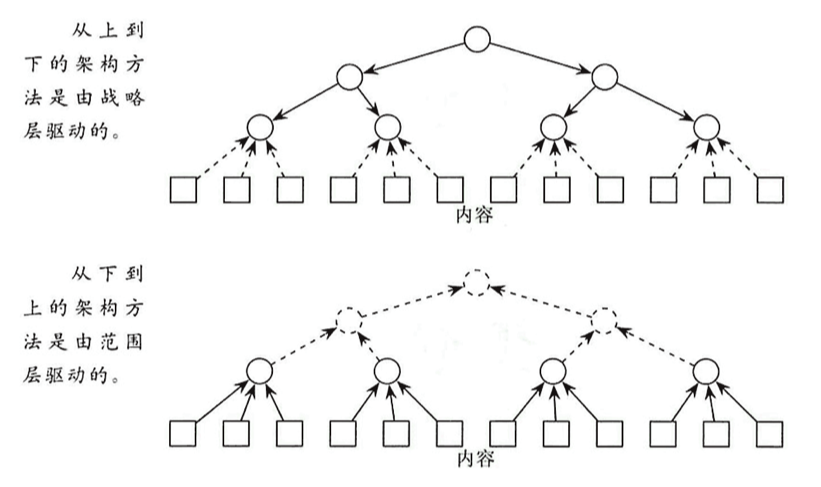 从上到
下的架构方
法是由战略
层驱动的。
内容
从下到
上的架构方
法是由范围
层驱动的。
内容